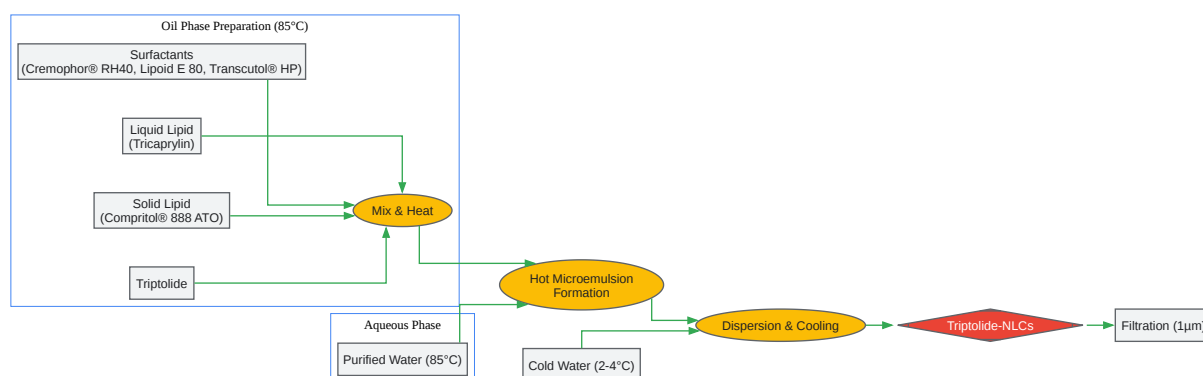 Oil Phase Preparation (85°C)
Surfactants
(Cremophor® RH40, Lipoid E 80, Transcutol® HP)
Liquid Lipid
(Tricaprylin)
Solid Lipid
(Compritol® 888 ATO)
Mix & Heat
Triptolide
Hot Microemulsion
Formation
Aqueous Phase
Purified Water (85°C)
Cold Water (2-4°C)
Dispersion & Cooling
Triptolide-NLCs
Filtration (1µm)